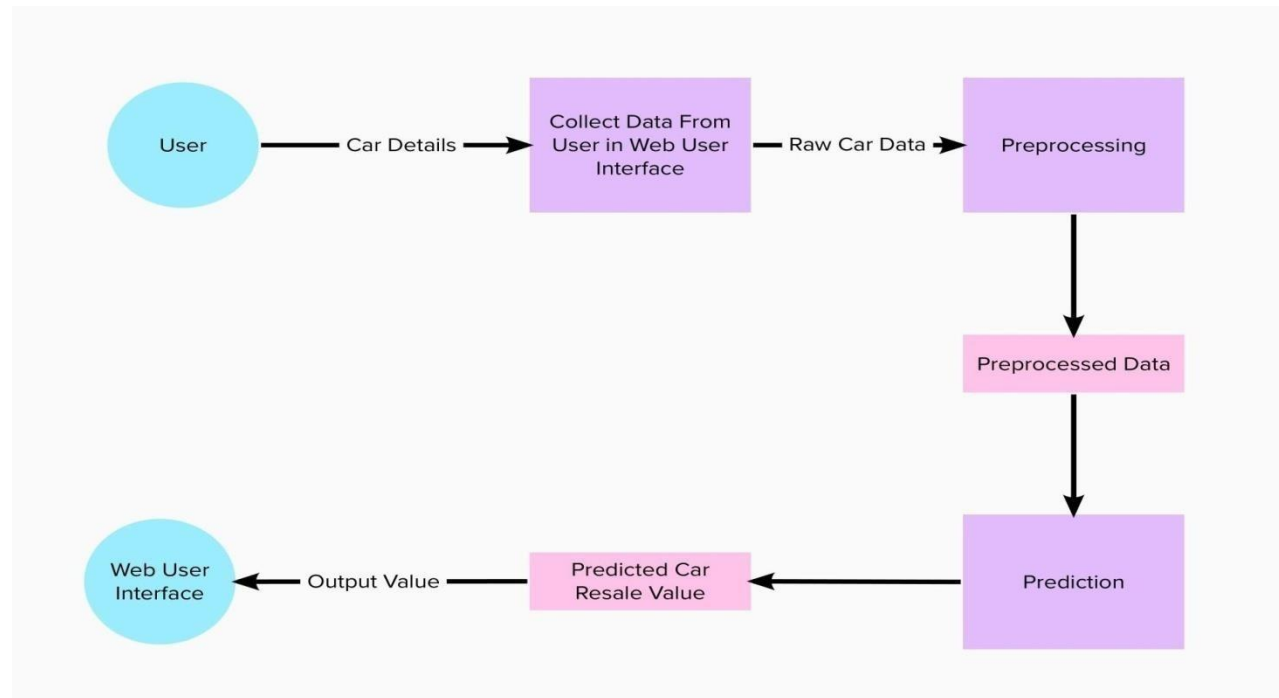 User
Car Details
Collect Data From
User in Web User
Interface
Raw Car Data
Preprocessing
Preprocessed Data
Prediction
Predicted Car
Resale Value
Output Value
Web User
Interface